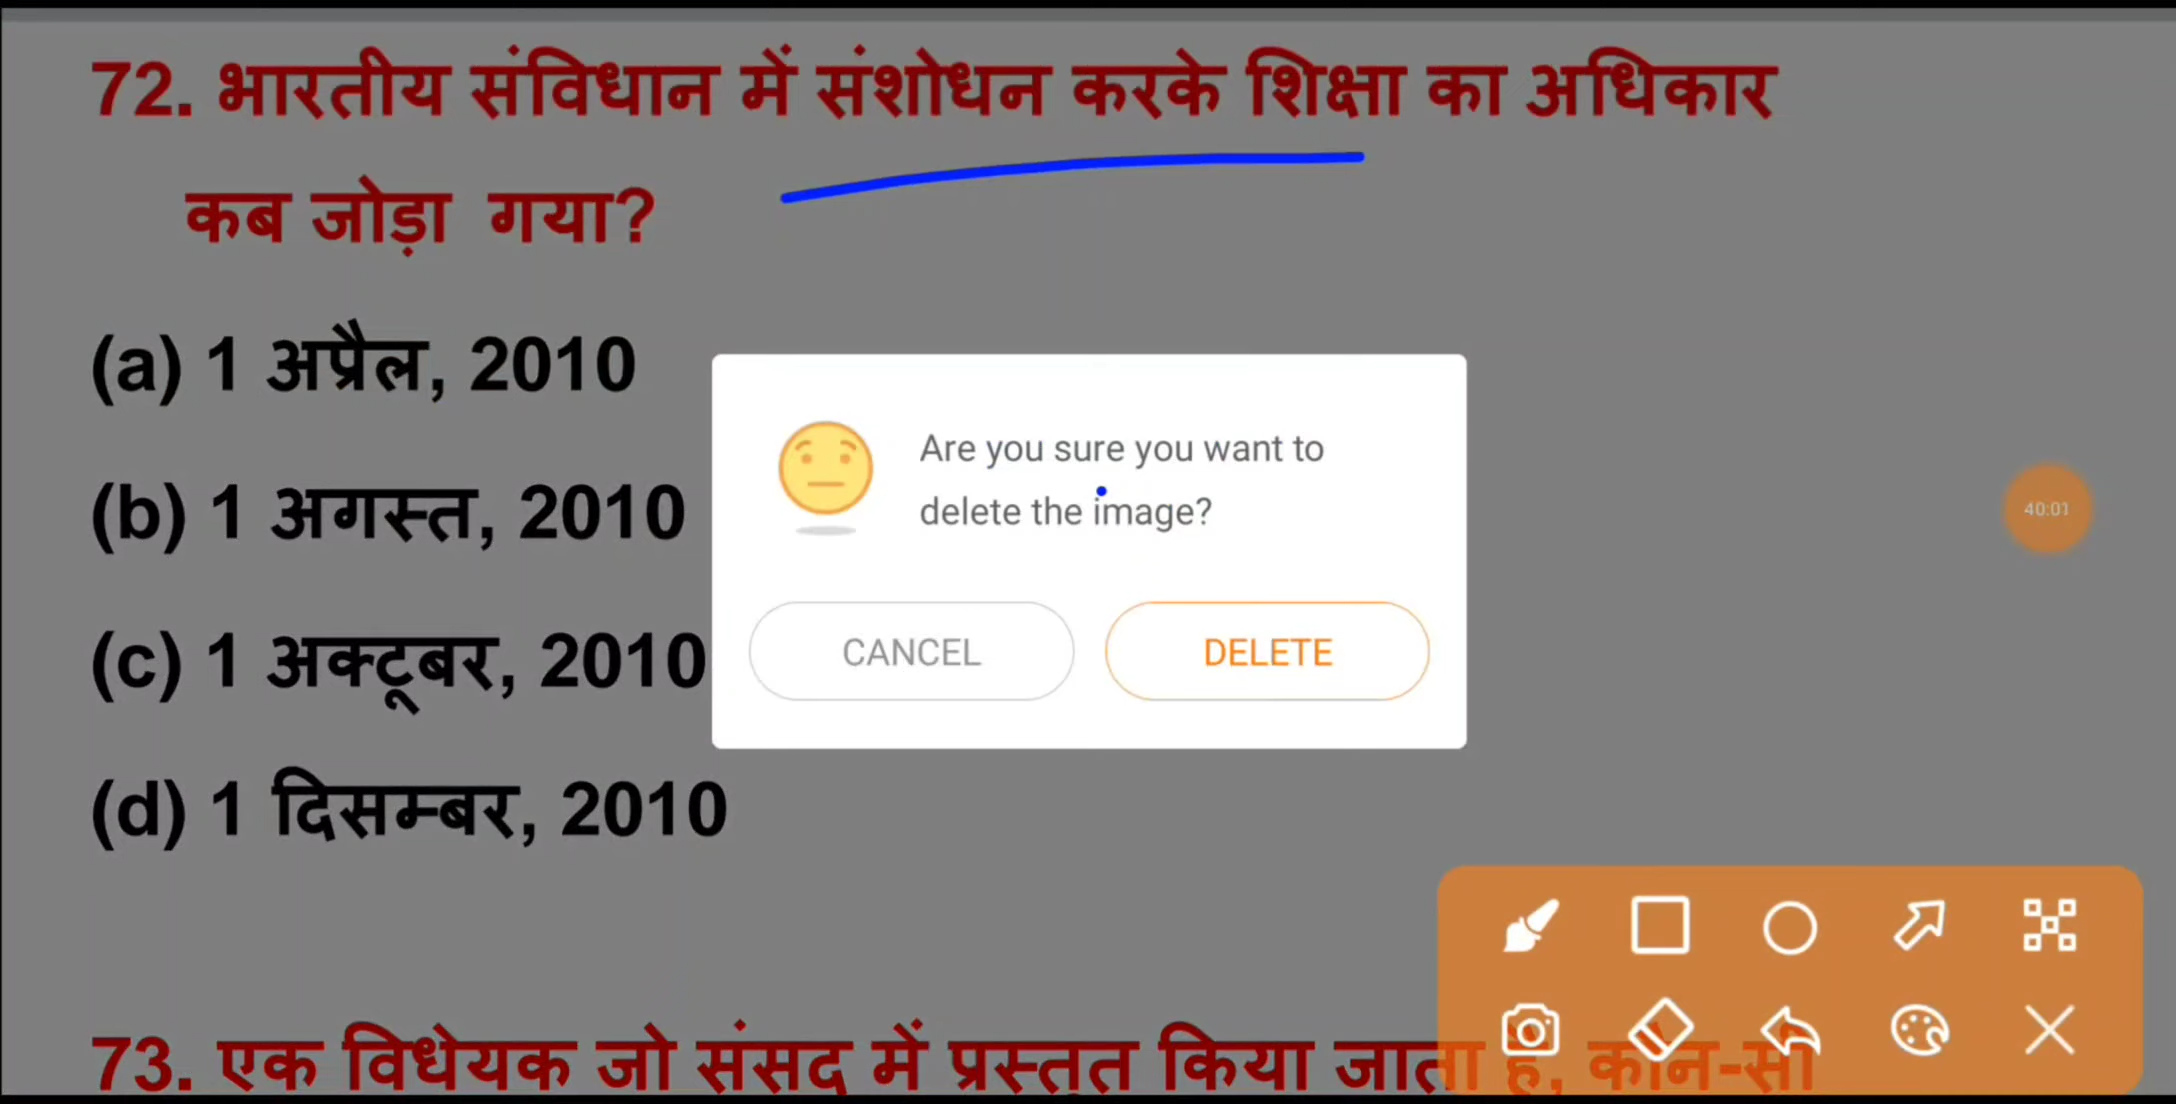 72. भारतीय संविधान में संशोधन करके शिक्षा का अधिकार
कब जोड़ा गया?
(a) 1 अप्रैल, 2010
(b) 1 अगस्त, 2010
(c) 1 अक्टूबर, 2010
(d) 1 दिसम्बर, 2010
Are you sure you want to
delete the image?
CANCEL DELETE
40:01
73. एक विधेयक जो संसद में प्रस्तुत किया जाता है, कौन-सी